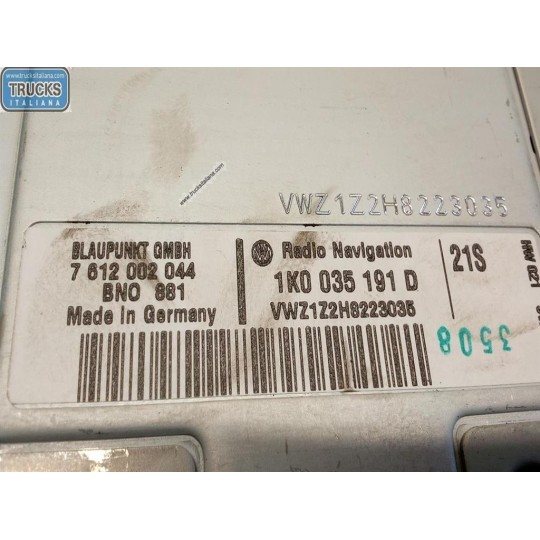 www.trucksitaliana.com
TRUCKS
ITALIANA
www.trucksitaliana.com
VWZ1Z2H8223035
BLAUPUNKT GMBH
7 612 002 044
BNO 881
Made in Germany
Radio Navigation
1K0 035 191 D
VWZ1Z2H8223035
21S
3508